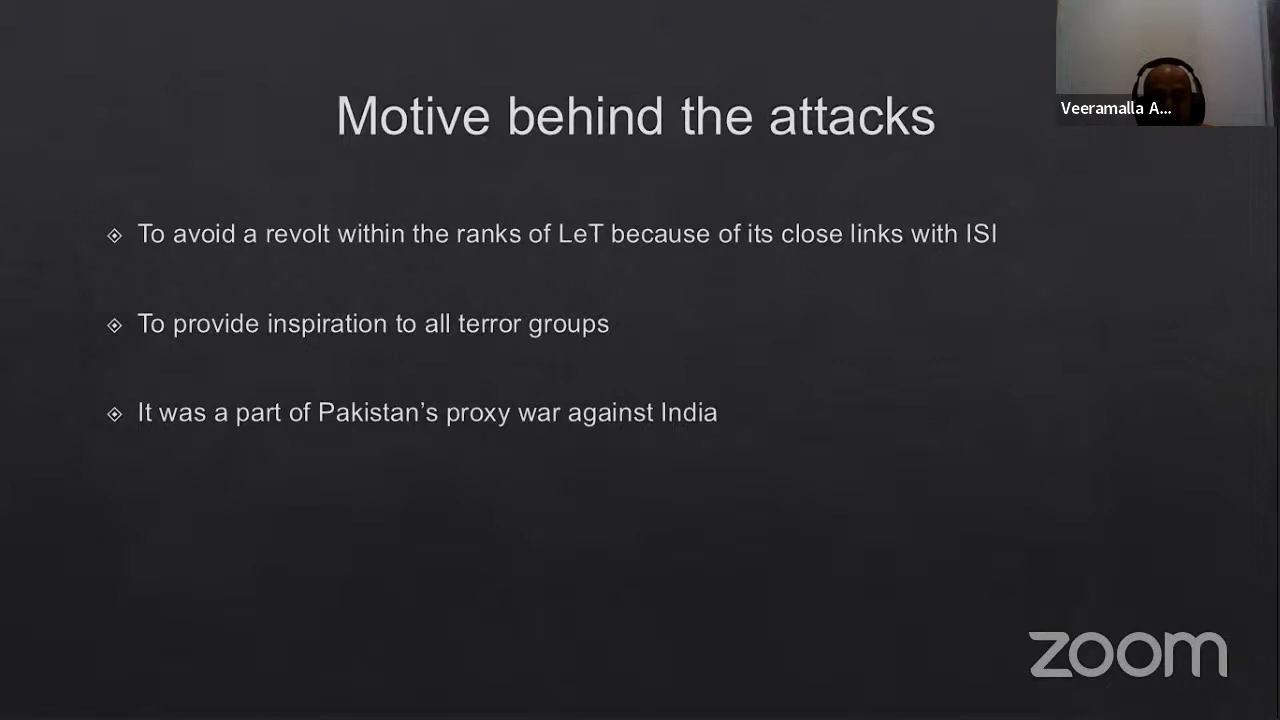 Veeramalla A...
Motive behind the attacks
To avoid a revolt within the ranks of LeT because of its close links with ISI
To provide inspiration to all terror groups
It was a part of Pakistan’s proxy war against India
zoom